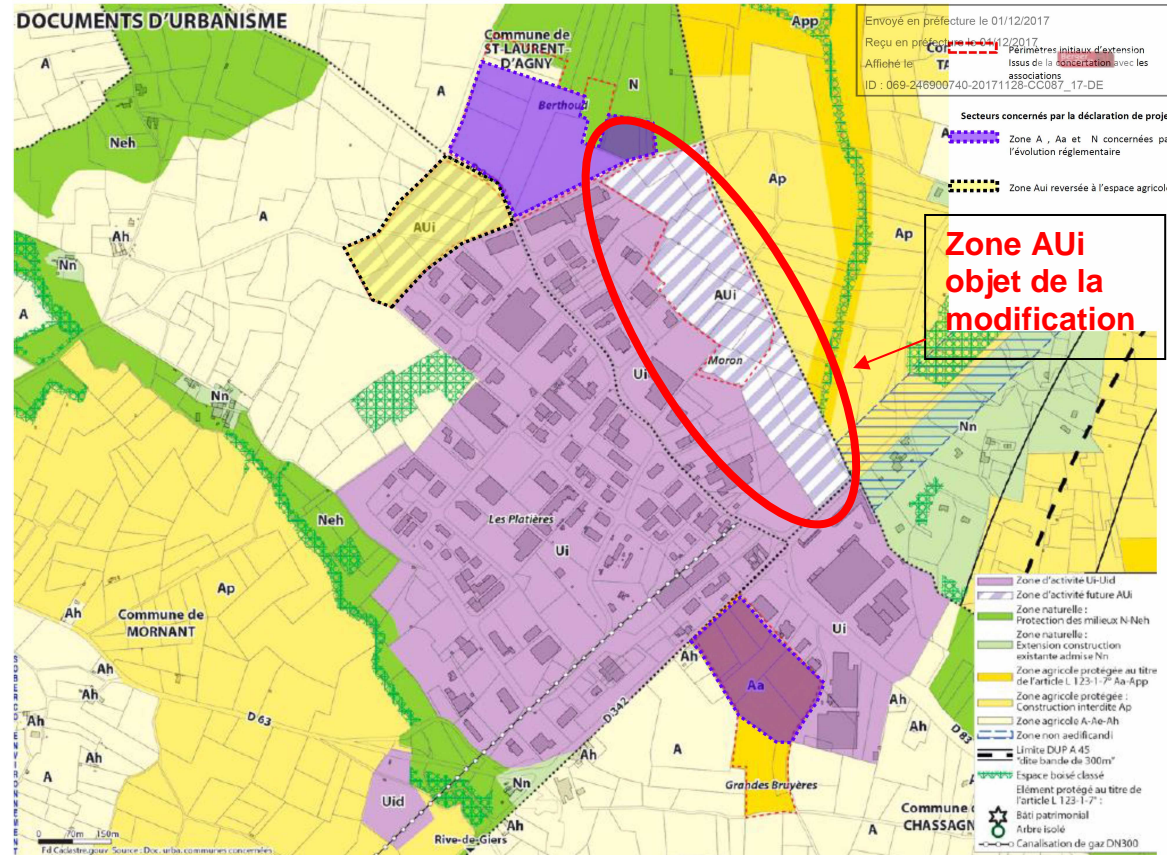 DOCUMENTS D'URBANISME
Envoyé en préfecture le 01/12/2017
Reçu en préfecture le 04/12/2017
Affiché le
ID : 069-246900740-20171128-CC087_17-DE
Périmètres initiaux d'extension
Issus de la concertation avec les
associations
Secteurs concernés par la déclaration de proje
Zone A , Aa et N concernées pa
l'évolution réglementaire
Zone Aui reversée à l'espace agricole
Zone AUi
objet de la
modification
Commune de
ST-LAURENT-
D'AGNY
App
A
N
Berthoud
Neh
Ap
A
A
Ah
AUi
Ap
Nn
A
AUi
Moron
Ui
Nn
Nn
Neh
Les Platières
Ui
Ap
Ah
Commune de
MORNANT
Ui
Ah
Ah
Aa
Ah
Ah
Ah
D 63
D 342
Ah
Ah
D 83
A
A
Nn
Grandes Bruyères
Uid
Ah
Commune
CHASSAGN
A
Rive-de-Giers
SOBERCO ENVIRONNEMENT
0 70m 150m
Fd Cadastre.gouv Source : Doc. urba. communes concernées
Zone d'activité Ui-Uid
Zone d'activité future AUi
Zone naturelle :
Protection des milieux N-Neh
Zone naturelle :
Extension construction
existante admise Nn
Zone agricole protégée au titre
de l'article L 123-1-7° Aa-App
Zone agricole protégée :
Construction interdite Ap
Zone agricole A-Ae-Ah
Zone non aedificandi
Limite DUP A 45
"dite bande de 300m"
Espace boisé classé
Elément protégé au titre de
l'article L 123-1-7° :
Bâti patrimonial
Arbre isolé
Canalisation de gaz DN300